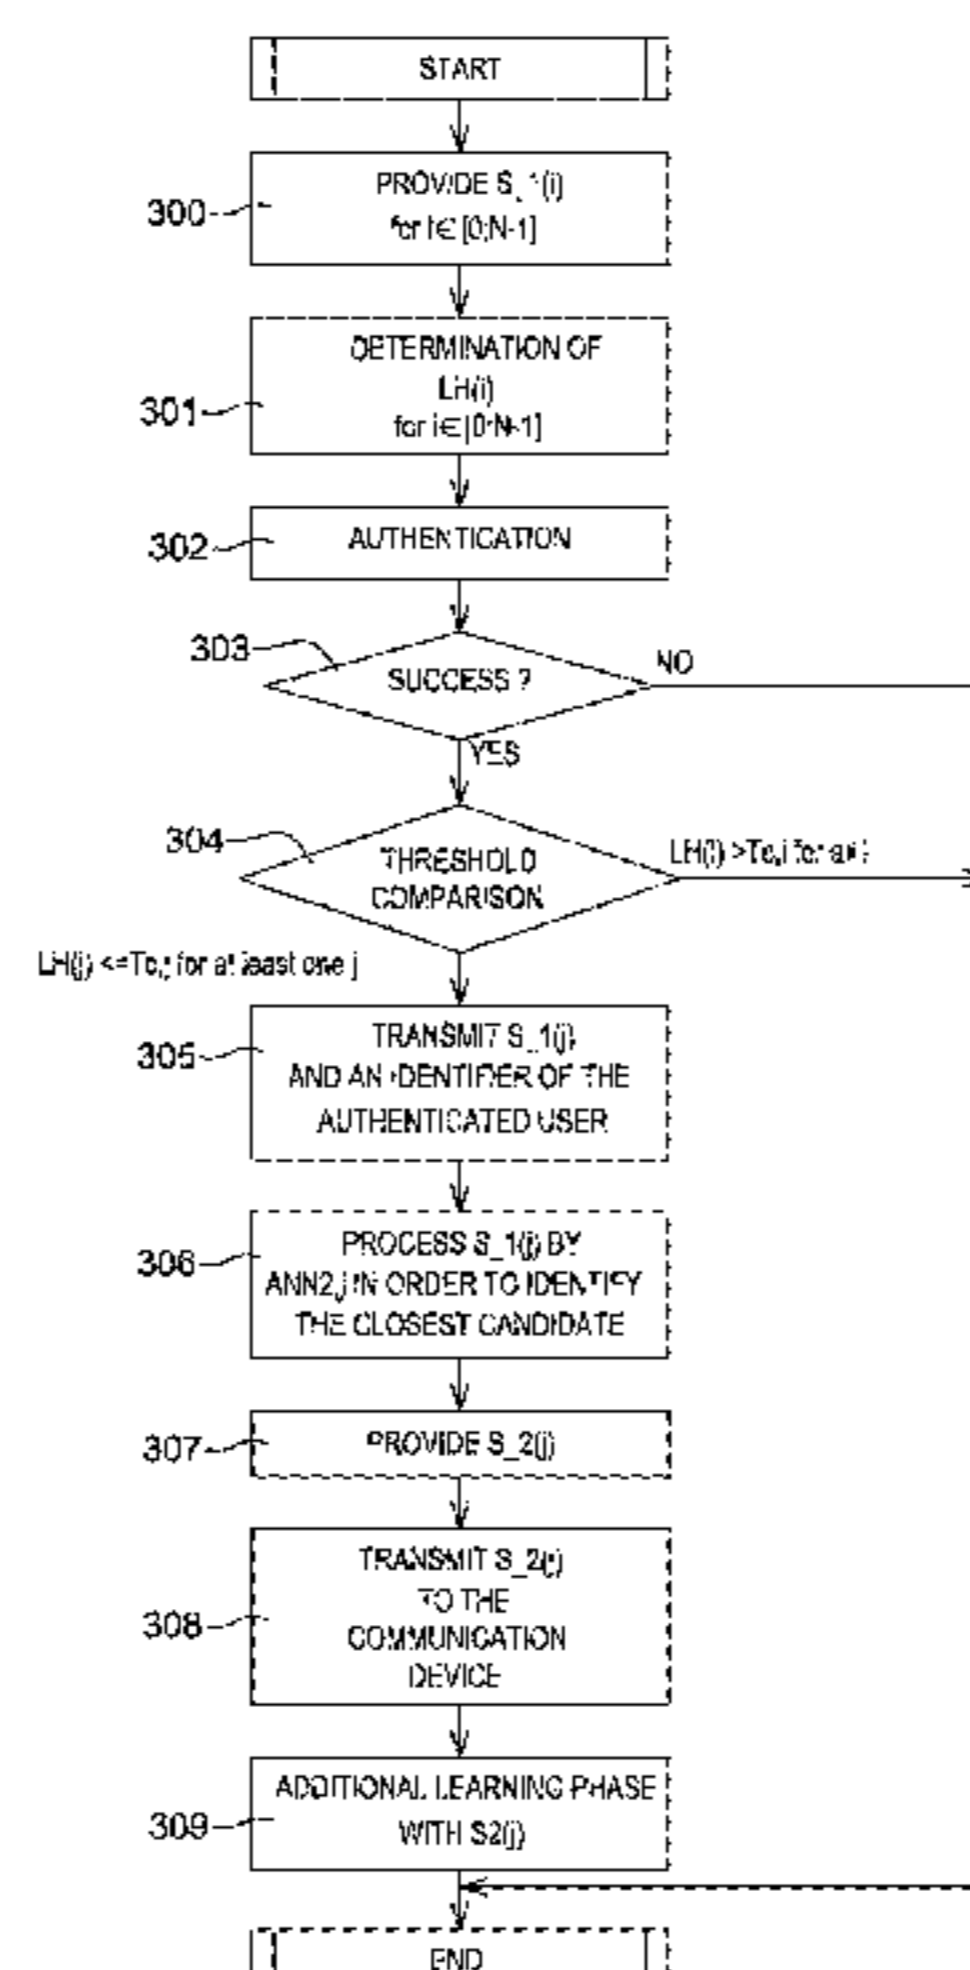 START
300
PROVIDE S_1(i)
for i∈[0;N-1]
301
DETERMINATION OF
LH(i)
for i∈[0;N-1]
302
AUTHENTICATION
303
SUCCESS ?
NO
YES
304
THRESHOLD
COMPARISON
LH(i) >Tc,i for all i
LH(j) <=Tc,j for at least one j
305
TRANSMIT S_1(j)
AND AN IDENTIFIER OF THE
AUTHENTICATED USER
306
PROCESS S_1(j) BY
ANN2,j IN ORDER TO IDENTIFY
THE CLOSEST CANDIDATE
307
PROVIDE S_2(j)
308
TRANSMIT S_2(j)
TO THE
COMMUNICATION
DEVICE
309
ADDITIONAL LEARNING PHASE
WITH S2(j)
END